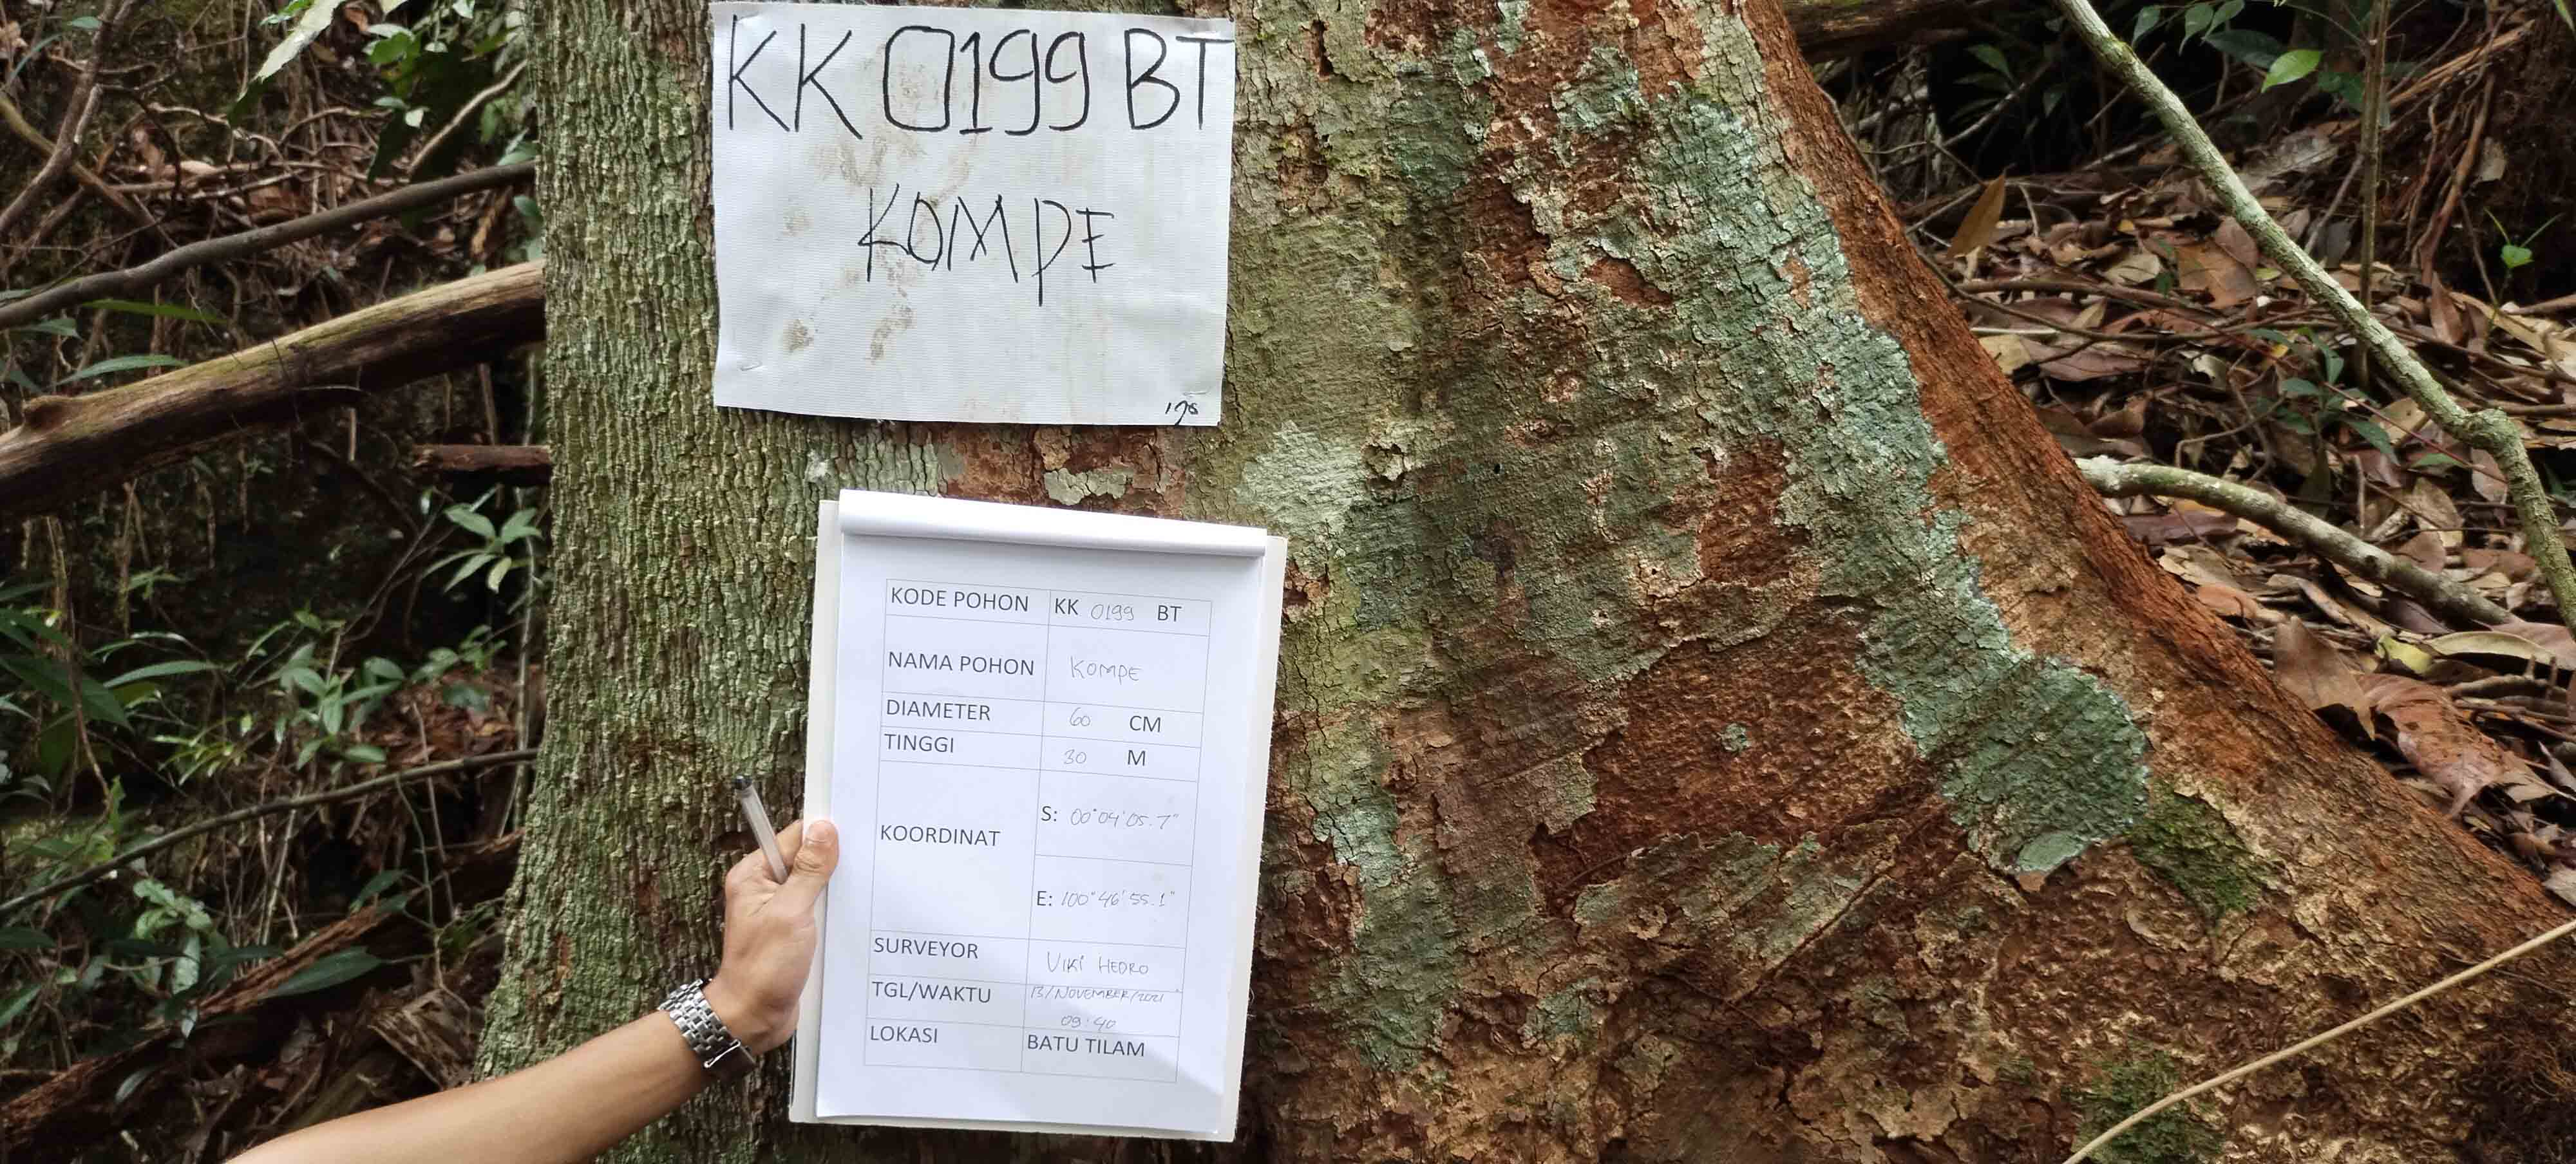 KK 0199 BT
KOMPE
KODE POHON KK 0199 BT
NAMA POHON KOMPE
DIAMETER 60 CM
TINGGI 30 M
KOORDINAT
S: 00°04'05.7"
E: 100°46'55.1"
SURVEYOR VIKI HEDRO
TGL/WAKTU 13/NOVEMBER/2021
09:40
LOKASI BATU TILAM